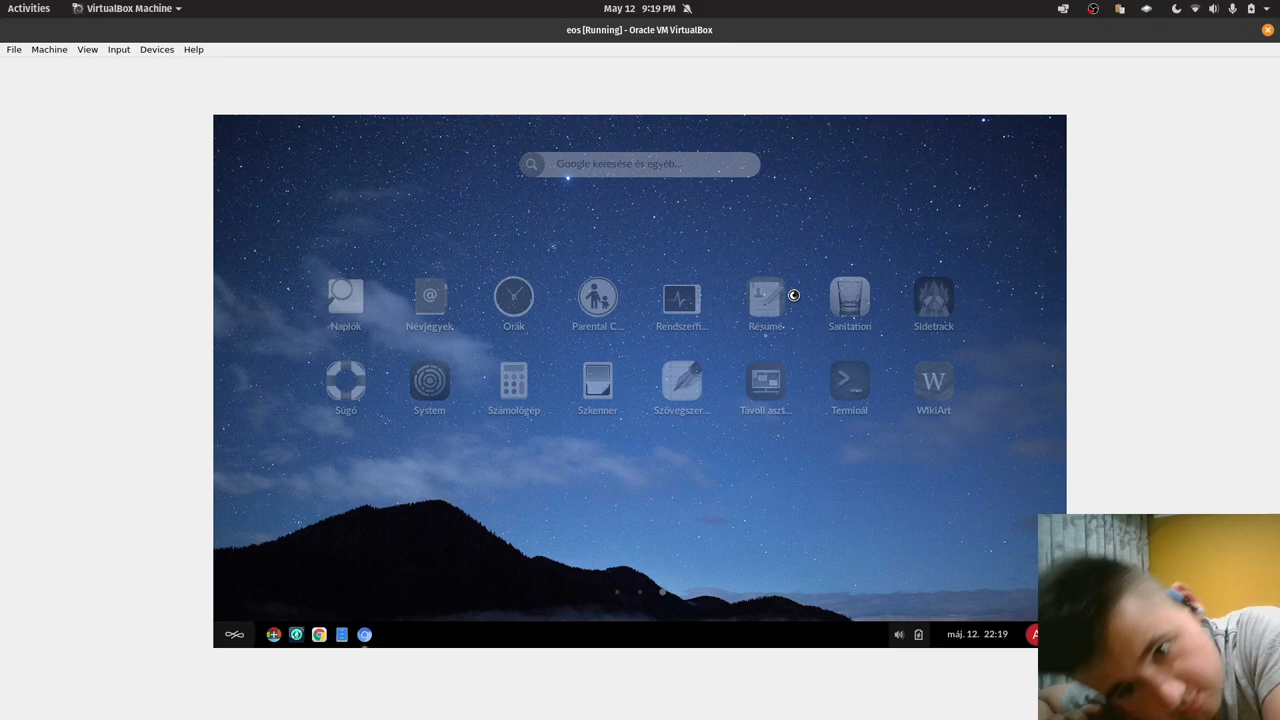 Activities VirtualBox Machine May 12 9:19 PM
eos [Running] - Oracle VM VirtualBox
File Machine View Input Devices Help
Google keresése és egyéb...
Naplók Névjegyek Órák Parental C... Rendszerfi... Résumé Sanitation Sidetrack
Súgó System Számológép Szkenner Szövegszer... Távoli aszt... Terminál WikiArt
máj. 12. 22:19